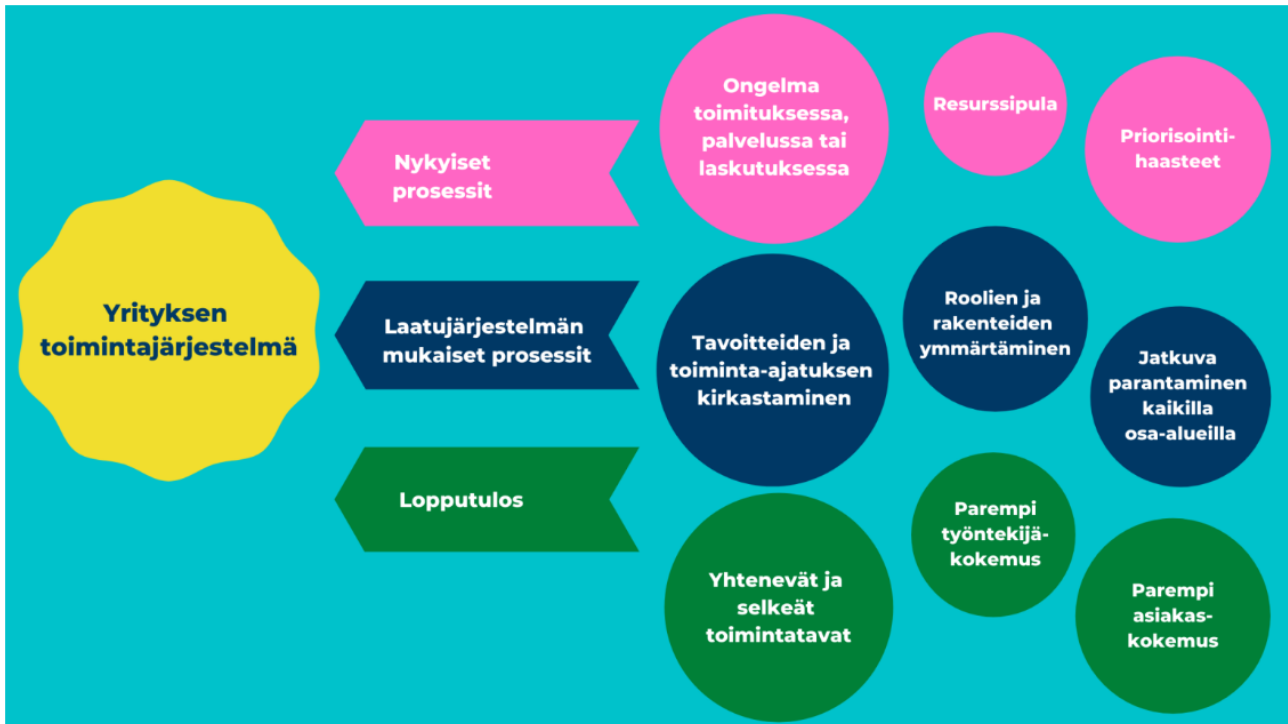 Yrityksen
toimintajärjestelmä
Nykyiset
prosessit
Ongelma
toimituksessa,
palvelussa tai
laskutuksessa
Resurssipula
Priorisointi-
haasteet
Laatujärjestelmän
mukaiset prosessit
Tavoitteiden ja
toiminta-ajatuksen
kirkastaminen
Roolien ja
rakenteiden
ymmärtäminen
Jatkuva
parantaminen
kaikilla
osa-alueilla
Lopputulos
Yhtenevät ja
selkeät
toimintatavat
Parempi
työntekijä-
kokemus
Parempi
asiakas-
kokemus